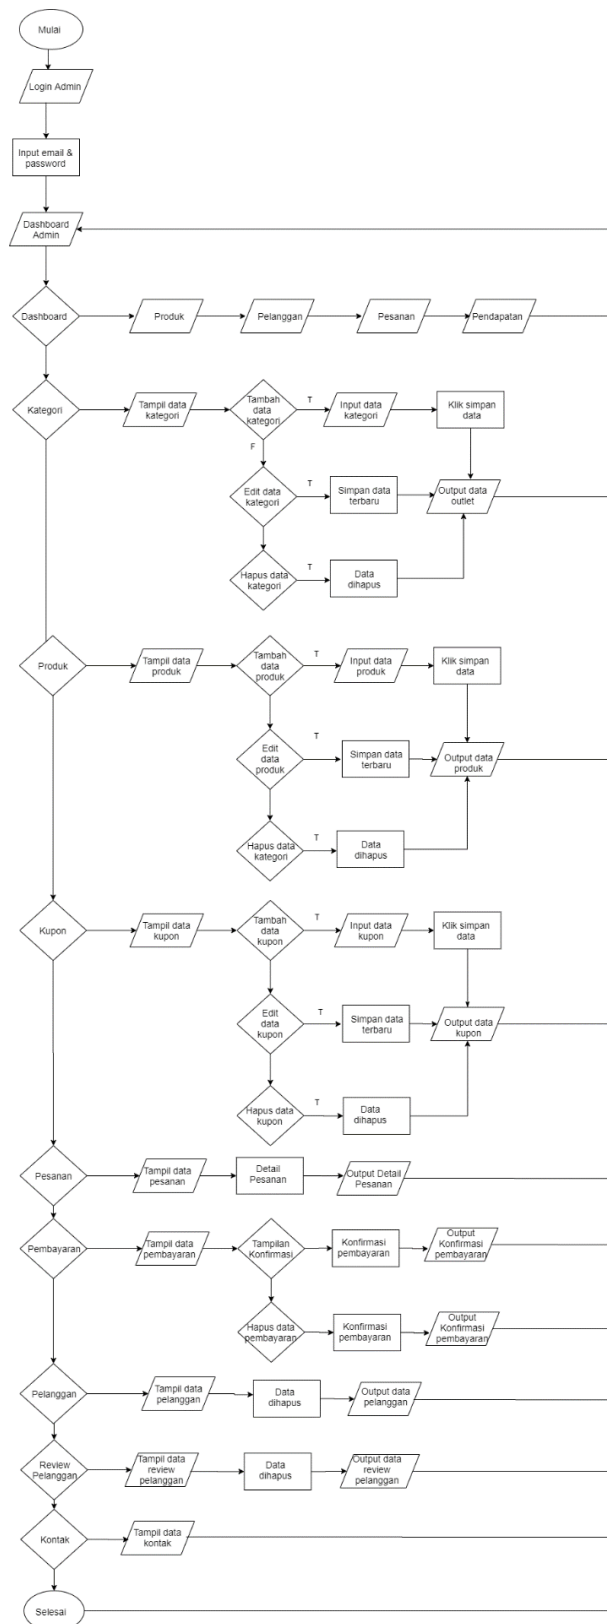 Mulai
Login Admin
Input email &
password
Dashboard
Admin
Dashboard
Produk
Pelanggan
Pesanan
Pendapatan
Kategori
Tampil data
kategori
Tambah
data
kategori
T
Input data
kategori
Klik simpan
data
F
Edit data
kategori
T
Simpan data
terbaru
Output data
outlet
Hapus data
kategori
T
Data
dihapus
Produk
Tampil data
produk
Tambah
data
produk
T
Input data
produk
Klik simpan
data
Edit
data
produk
T
Simpan data
terbaru
Output data
produk
Hapus data
kategori
T
Data
dihapus
Kupon
Tampil data
kupon
Tambah
data
kupon
T
Input data
kupon
Klik simpan
data
Edit
data
kupon
T
Simpan data
terbaru
Output data
kupon
Hapus data
kupon
T
Data
dihapus
Pesanan
Tampil data
pesanan
Detail
Pesanan
Output Detail
Pesanan
Pembayaran
Tampil data
pembayaran
Tampilan
Konfirmasi
Konfirmasi
pembayaran
Output
Konfirmasi
pembayaran
Hapus data
pembayaran
Konfirmasi
pembayaran
Output
Konfirmasi
pembayaran
Pelanggan
Tampil data
pelanggan
Data
dihapus
Output data
pelanggan
Review
Pelanggan
Tampil data
review
pelanggan
Data
dihapus
Output data
review
pelanggan
Kontak
Tampil data
kontak
Selesai